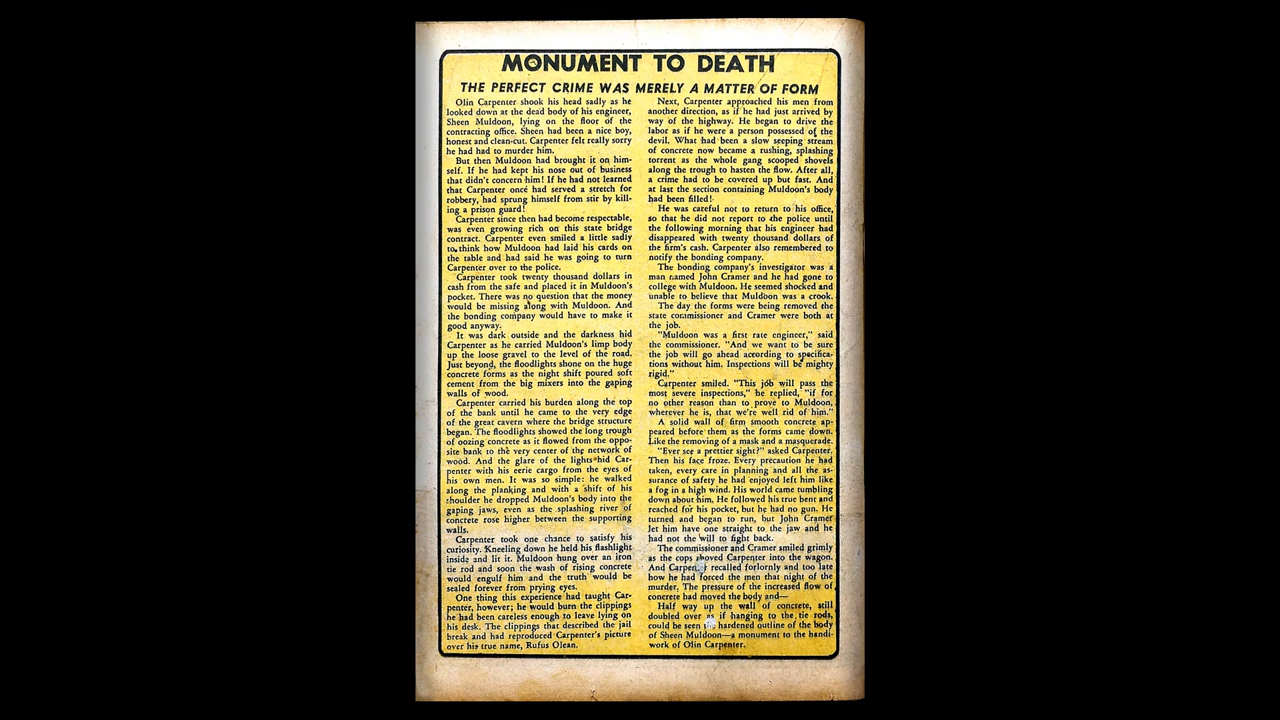 MONUMENT TO DEATH
THE PERFECT CRIME WAS MERELY A MATTER OF FORM
Olin Carpenter shook his head sadly as he
looked down at the dead body of his engineer,
Sheen Muldoon, lying on the floor of the
contracting office. Sheen had been a nice boy,
honest and clean-cut. Carpenter felt really sorry
he had had to murder him.
But then Muldoon had brought it on him-
self. If he had kept his nose out of business
that didn't concern him! If he had not learned
that Carpenter once had served a stretch for
robbery, had sprung himself from stir by kill-
ing a prison guard!
Carpenter since then had become respectable,
was even growing rich on this state bridge
contract. Carpenter even smiled a little sadly
to think how Muldoon had laid his cards on
the table and had said he was going to turn
Carpenter over to the police.
Carpenter took twenty thousand dollars in
cash from the safe and placed it in Muldoon's
pocket. There was no question that the money
would be missing along with Muldoon. And
the bonding company would have to make it
good anyway.
It was dark outside and the darkness hid
Carpenter as he carried Muldoon's limp body
up the loose gravel to the level of the road.
Just beyond, the floodlights shone on the huge
concrete forms as the night shift poured soft
cement from the big mixers into the gaping
walls of wood.
Carpenter carried his burden along the top
of the bank until he came to the very edge
of the great cavern where the bridge structure
began. The floodlights showed the long trough
of oozing concrete as it flowed from the oppo-
site bank to the very center of the network of
wood. And the glare of the lights hid Car-
penter with his eerie cargo from the eyes of
his own men. It was so simple: he walked
along the planking and with a shift of his
shoulder he dropped Muldoon's body into the
gaping jaws, even as the splashing river of
concrete rose higher between the supporting
walls.
Carpenter took one chance to satisfy his
curiosity. Kneeling down he held his flashlight
inside and lit it. Muldoon hung over an iron
tie rod and soon the wash of rising concrete
would engulf him and the truth would be
sealed forever from prying eyes.
One thing this experience had taught Car-
penter, however; he would burn the clippings
he had been careless enough to leave lying on
his desk. The clippings that described the jail
break and had reproduced Carpenter's picture
over his true name, Rufus Olean.
Next, Carpenter approached his men from
another direction, as if he had just arrived by
way of the highway. He began to drive the
labor as if he were a person possessed of the
devil. What had been a slow seeping stream
of concrete now became a rushing, splashing
torrent as the whole gang scooped shovels
along the trough to hasten the flow. After all,
a crime had to be covered up but fast. And
at last the section containing Muldoon's body
had been filled!
He was careful not to return to his office,
so that he did not report to the police until
the following morning that his engineer had
disappeared with twenty thousand dollars of
the firm's cash. Carpenter also remembered to
notify the bonding company.
The bonding company's investigator was a
man named John Cramer and he had gone to
college with Muldoon. He seemed shocked and
unable to believe that Muldoon was a crook.
The day the forms were being removed the
state commissioner and Cramer were both at
the job.
"Muldoon was a first rate engineer," said
the commissioner. "And we want to be sure
the job will go ahead according to specifica-
tions without him. Inspections will be mighty
rigid."
Carpenter smiled. "This job will pass the
most severe inspections," he replied, "if for
no other reason than to prove to Muldoon,
wherever he is, that we're well rid of him."
A solid wall of firm smooth concrete ap-
peared before them as the forms came down.
Like the removing of a mask and a masquerade.
"Ever see a prettier sight?" asked Carpenter.
Then his face froze. Every precaution he had
taken, every care in planning and all the as-
surance of safety he had enjoyed left him like
a fog in a high wind. His world came tumbling
down about him. He followed his true bent and
reached for his pocket, but he had no gun. He
turned and began to run, but John Cramer
let him have one straight to the jaw and he
had not the will to fight back.
The commissioner and Cramer smiled grimly
as the cops shoved Carpenter into the wagon.
And Carpenter recalled forlornly and too late
how he had forced the men that night of the
murder. The pressure of the increased flow of
concrete had moved the body and—
Half way up the wall of concrete, still
doubled over as if hanging to the tie rods,
could be seen the hardened outline of the body
of Sheen Muldoon—a monument to the handi-
work of Olin Carpenter.